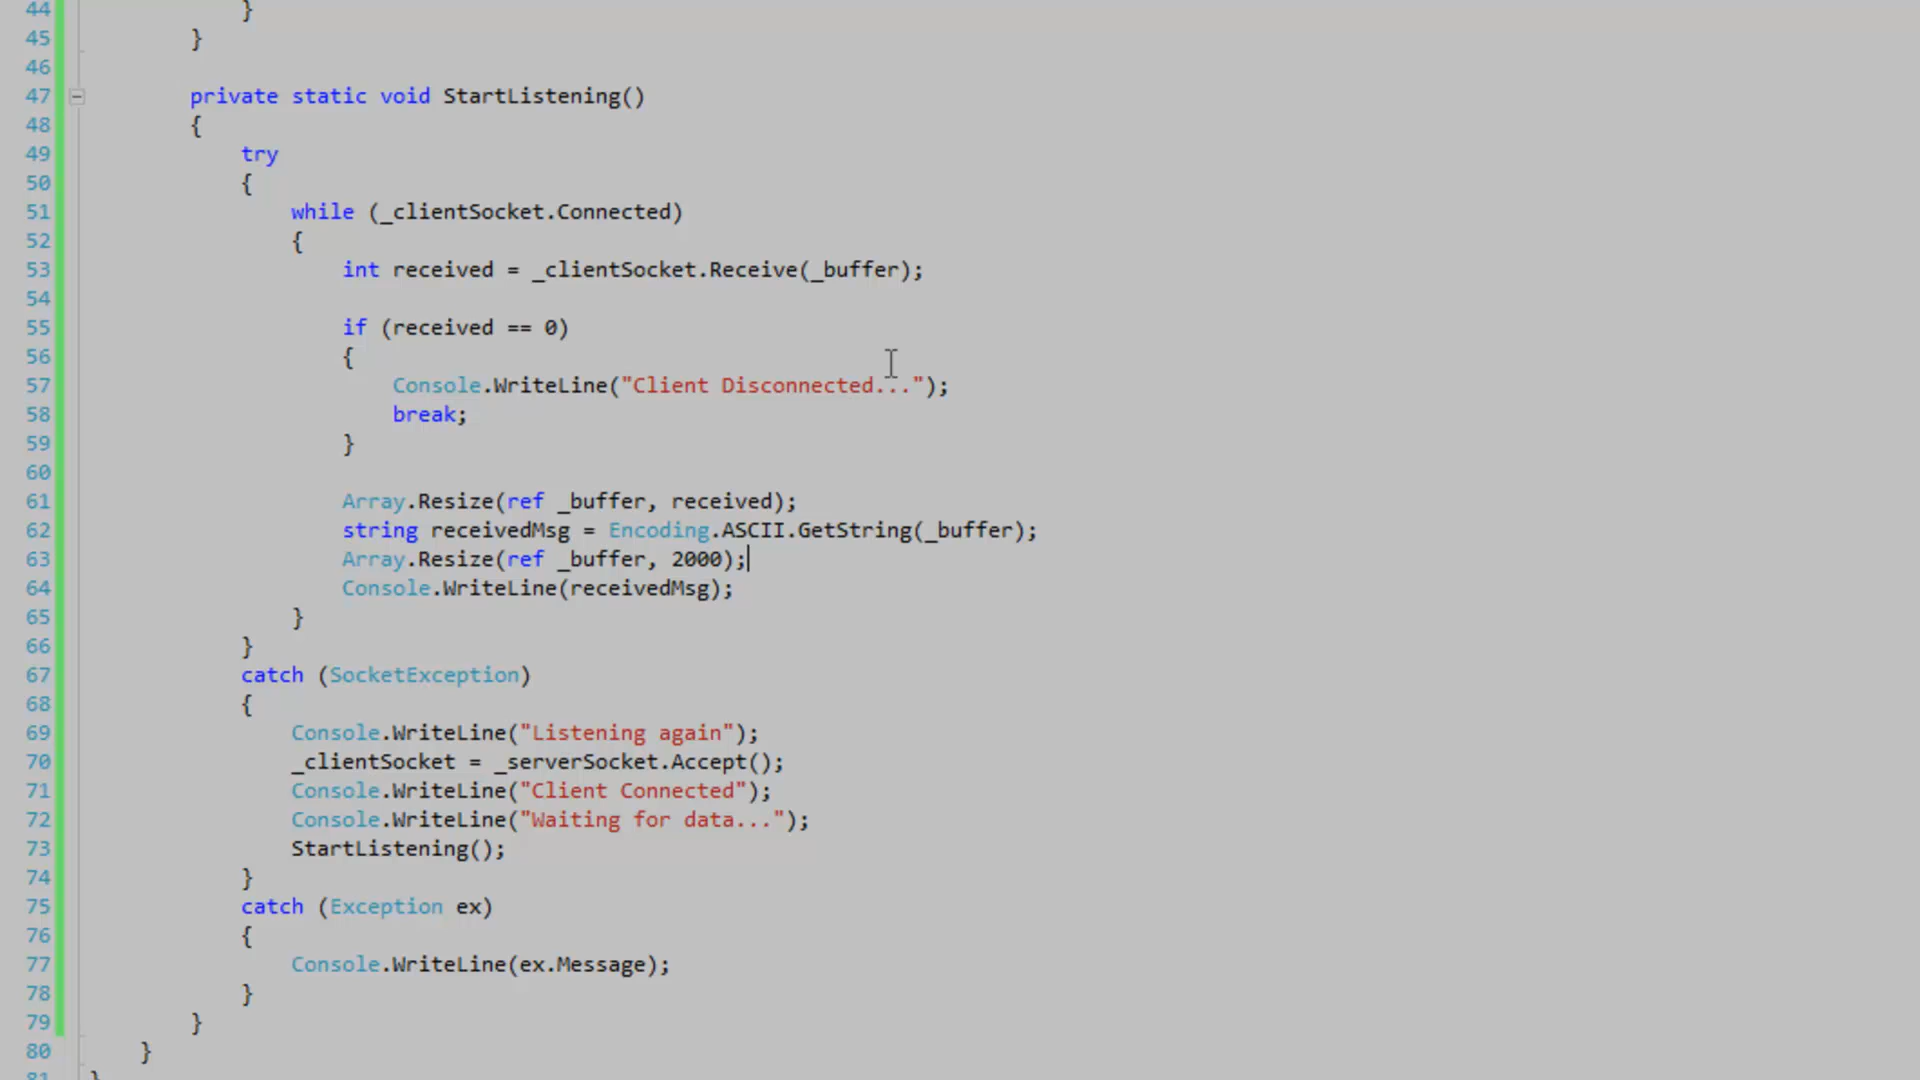 44 }
45 }
46
47 private static void StartListening()
48 {
49 try
50 {
51 while (_clientSocket.Connected)
52 {
53 int received = _clientSocket.Receive(_buffer);
54
55 if (received == 0)
56 {
57 Console.WriteLine("Client Disconnected...");
58 break;
59 }
60
61 Array.Resize(ref _buffer, received);
62 string receivedMsg = Encoding.ASCII.GetString(_buffer);
63 Array.Resize(ref _buffer, 2000);
64 Console.WriteLine(receivedMsg);
65 }
66 }
67 catch (SocketException)
68 {
69 Console.WriteLine("Listening again");
70 _clientSocket = _serverSocket.Accept();
71 Console.WriteLine("Client Connected");
72 Console.WriteLine("Waiting for data...");
73 StartListening();
74 }
75 catch (Exception ex)
76 {
77 Console.WriteLine(ex.Message);
78 }
79 }
80 }
81 }